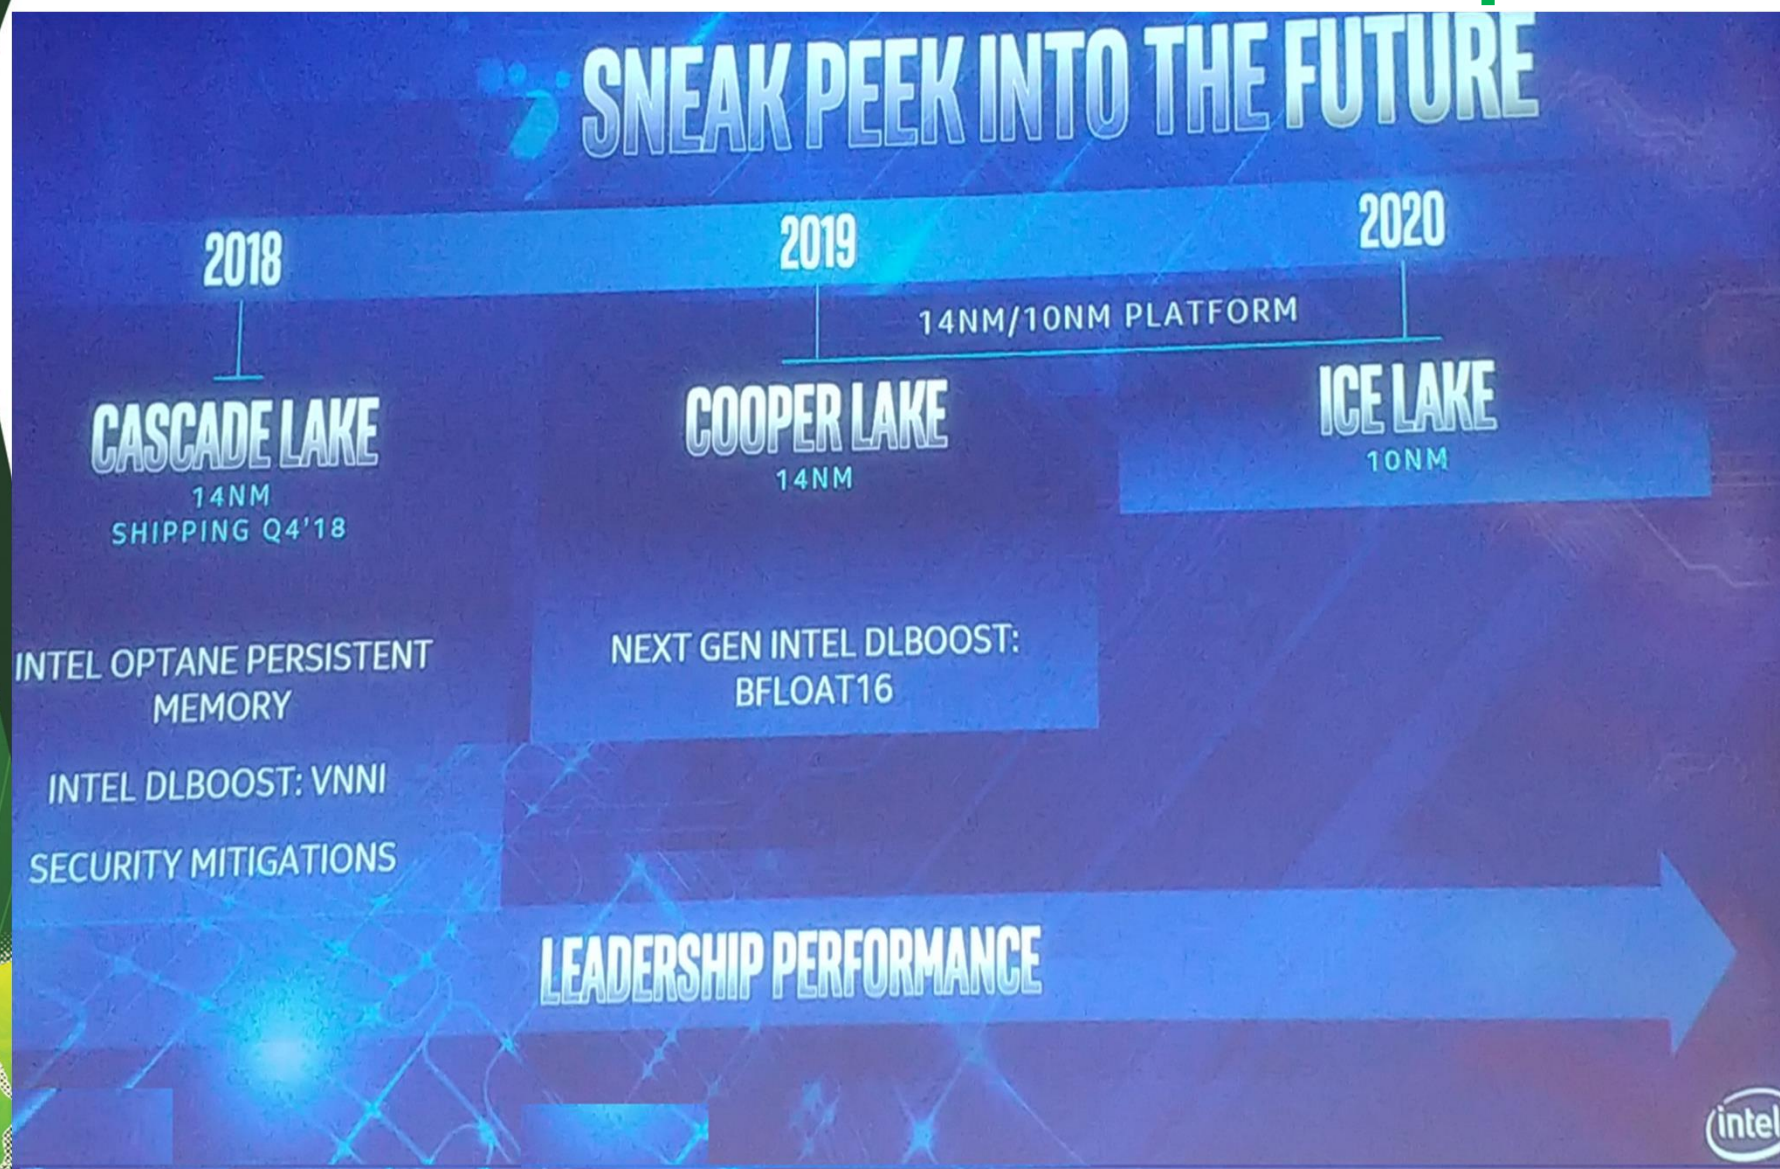 SNEAK PEEK INTO THE FUTURE
2018
2019
2020
14NM/10NM PLATFORM
CASCADE LAKE
14NM
SHIPPING Q4'18
COOPER LAKE
14NM
ICE LAKE
10NM
INTEL OPTANE PERSISTENT
MEMORY
INTEL DLBOOST: VNNI
SECURITY MITIGATIONS
NEXT GEN INTEL DLBOOST:
BFLOAT16
LEADERSHIP PERFORMANCE
intel